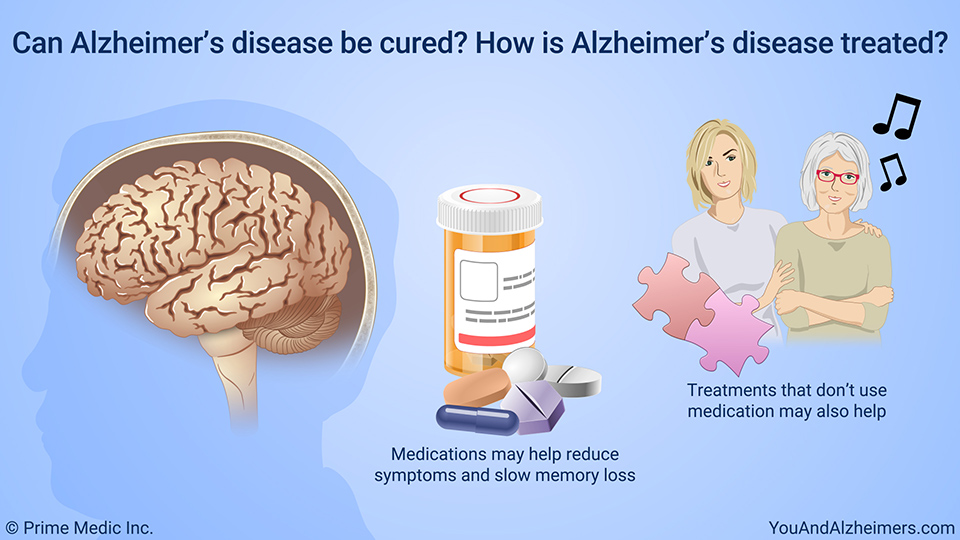 Can Alzheimer’s disease be cured? How is Alzheimer’s disease treated?
Medications may help reduce
symptoms and slow memory loss
Treatments that don’t use
medication may also help
© Prime Medic Inc.
YouAndAlzheimers.com